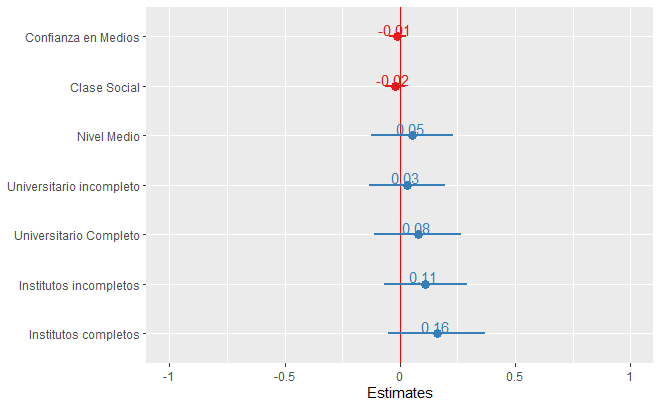 Confianza en Medios
-0.01
Clase Social
-0.02
Nivel Medio
0.05
Universitario incompleto
0.03
Universitario Completo
0.08
Institutos incompletos
0.11
Institutos completos
0.16
-1
-0.5
0
0.5
1
Estimates